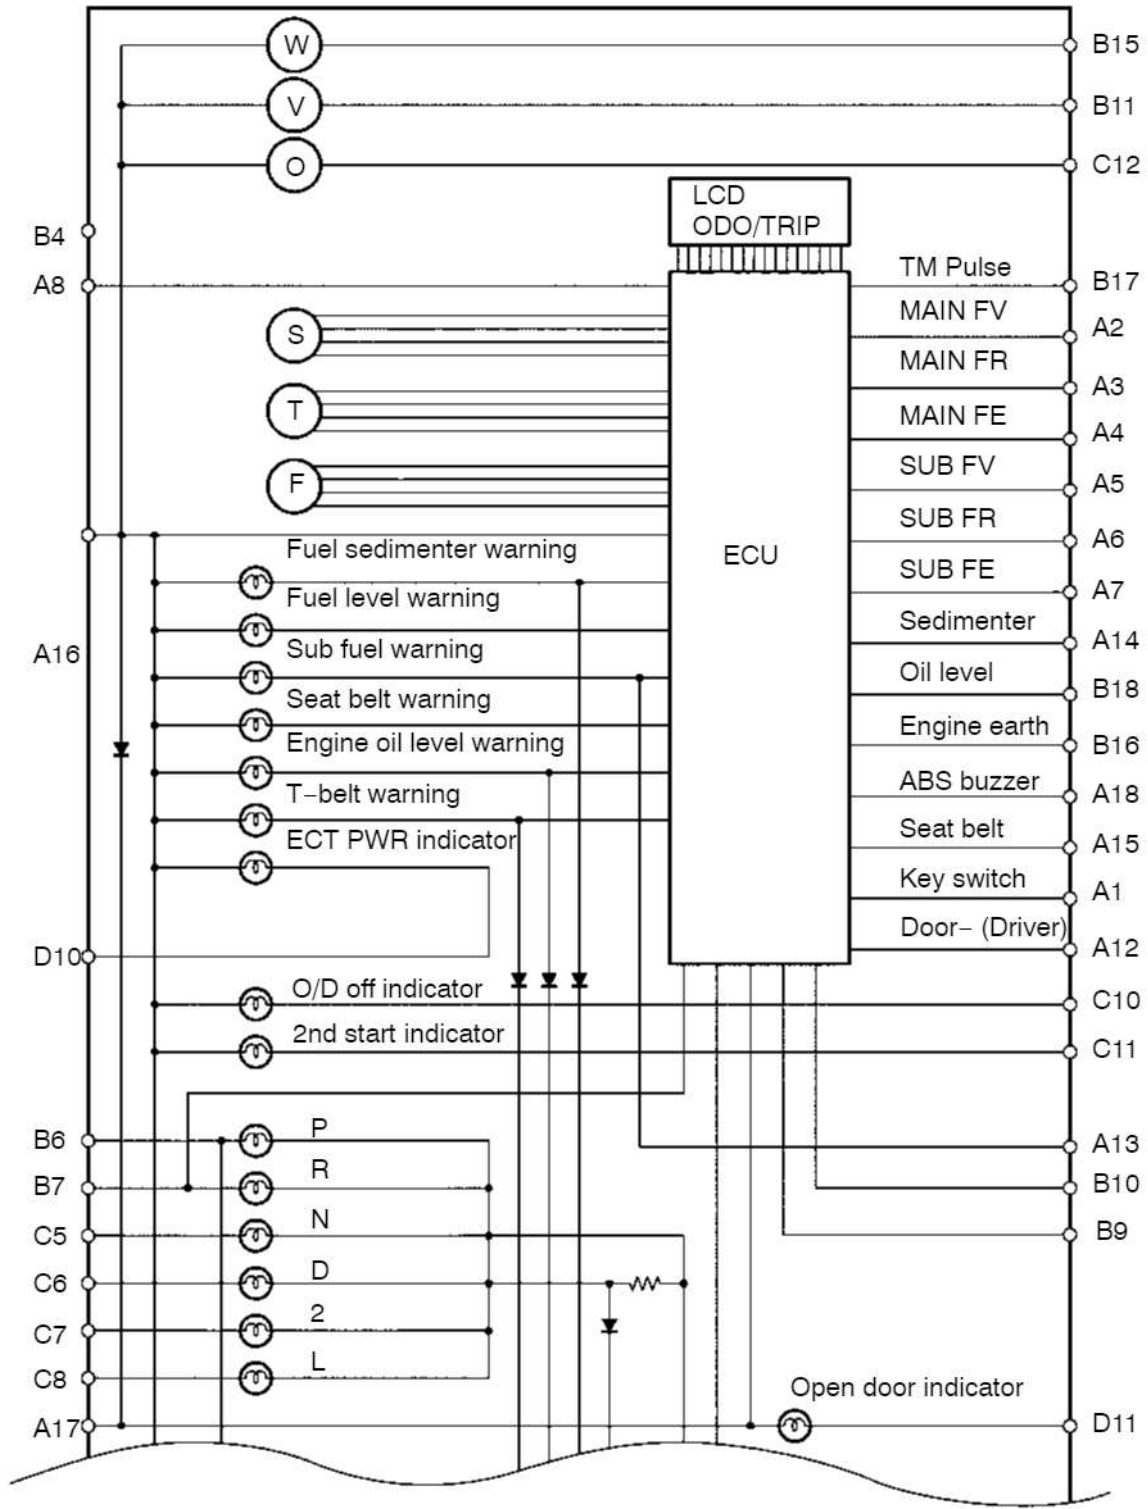 W
B15
V
B11
O
C12
LCD
ODO/TRIP
B4
A8
TM Pulse
B17
MAIN FV
A2
S
MAIN FR
A3
T
MAIN FE
A4
SUB FV
A5
F
SUB FR
A6
Fuel sedimenter warning
ECU
SUB FE
A7
Fuel level warning
Sedimenter
A14
Sub fuel warning
A16
Oil level
B18
Seat belt warning
Engine earth
B16
Engine oil level warning
ABS buzzer
A18
T-belt warning
Seat belt
A15
ECT PWR indicator
Key switch
A1
Door- (Driver)
A12
D10
O/D off indicator
C10
2nd start indicator
C11
B6
P
A13
B7
R
B10
C5
N
B9
C6
D
C7
2
C8
L
Open door indicator
A17
D11